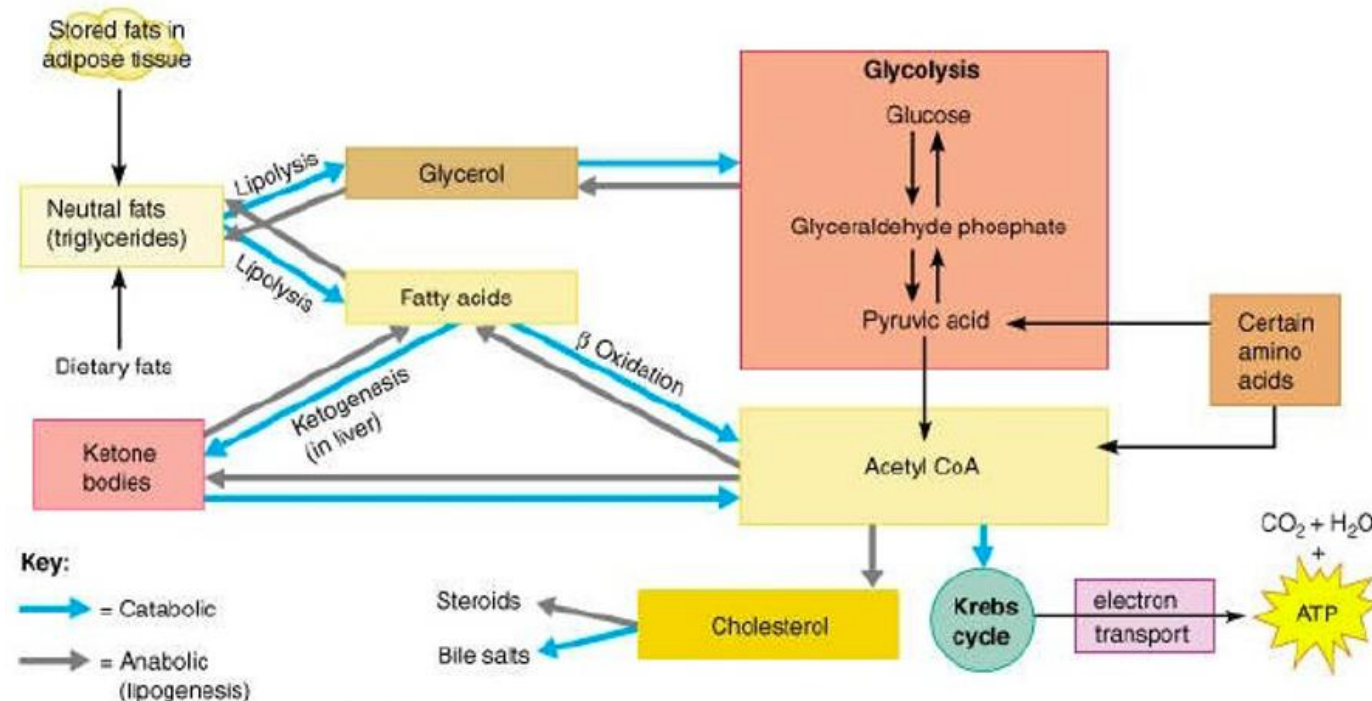 Stored fats in
adipose tissue
Glycolysis
Glucose
Lipolysis
Glycerol
Neutral fats
(triglycerides)
Glyceraldehyde phosphate
Lipolysis
Fatty acids
Pyruvic acid
Certain
amino
acids
Dietary fats
β Oxidation
Ketogenesis
(in liver)
Ketone
bodies
Acetyl CoA
CO₂ + H₂O
+
Key:
= Catabolic
Steroids
Cholesterol
Krebs
cycle
electron
transport
ATP
Bile salts
= Anabolic
(lipogenesis)